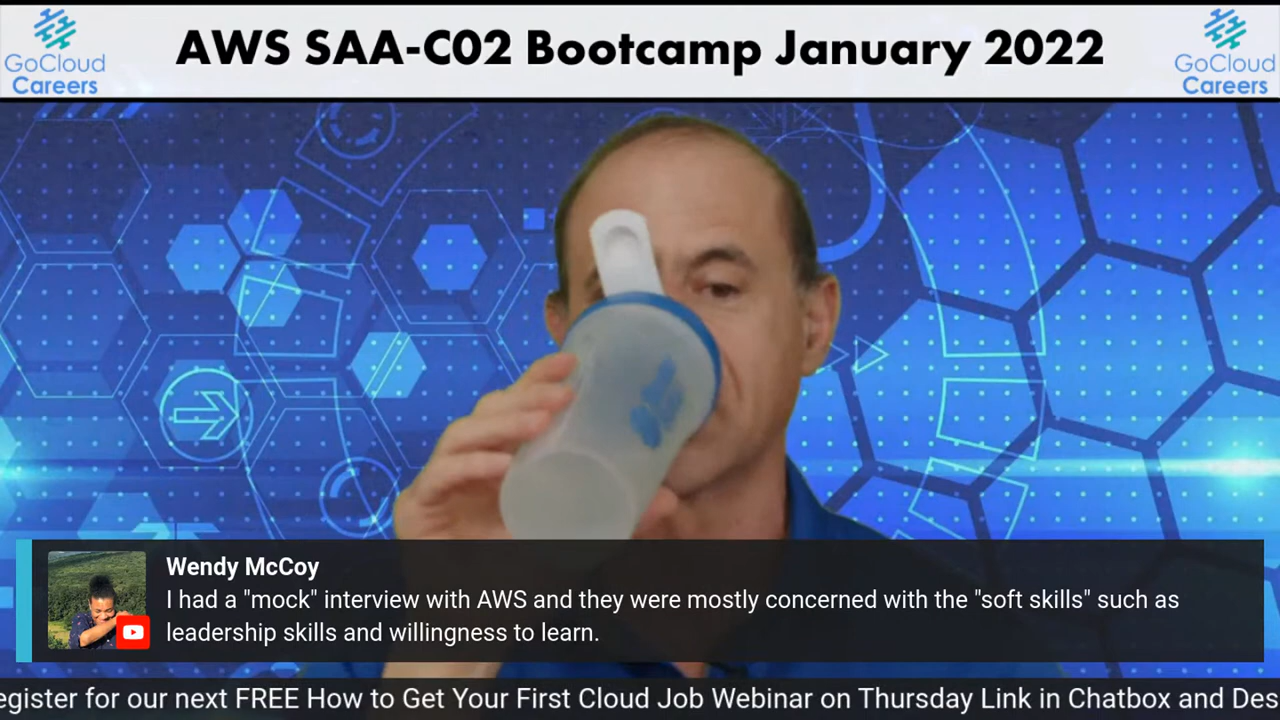 GoCloud
Careers
AWS SAA-C02 Bootcamp January 2022
GoCloud
Careers
Wendy McCoy
I had a "mock" interview with AWS and they were mostly concerned with the "soft skills" such as
leadership skills and willingness to learn.
egister for our next FREE How to Get Your First Cloud Job Webinar on Thursday Link in Chatbox and Des